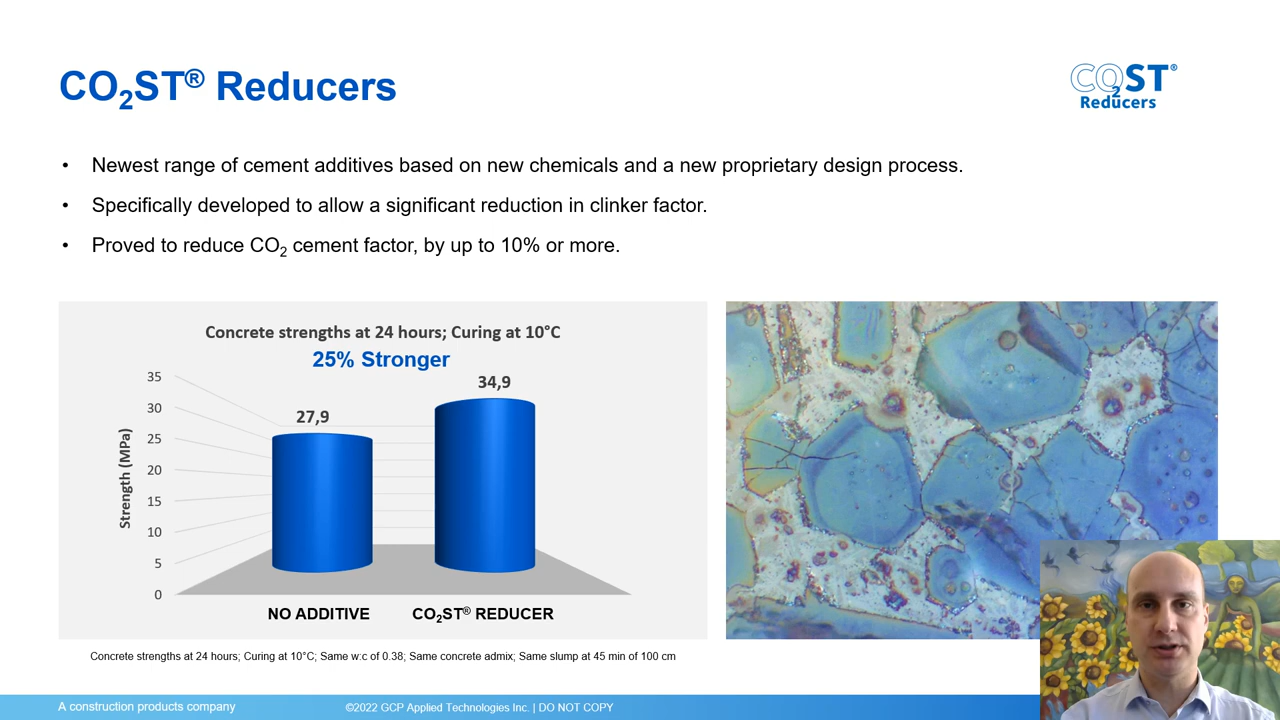 CO₂ST® Reducers
CO₂ST®
Reducers
• Newest range of cement additives based on new chemicals and a new proprietary design process.
• Specifically developed to allow a significant reduction in clinker factor.
• Proved to reduce CO₂ cement factor, by up to 10% or more.
Concrete strengths at 24 hours; Curing at 10°C
25% Stronger
Strength (MPa)
35
30
25
20
15
10
5
0
27,9
34,9
NO ADDITIVE
CO₂ST® REDUCER
Concrete strengths at 24 hours; Curing at 10°C; Same w:c of 0.38; Same concrete admix; Same slump at 45 min of 100 cm
A construction products company
©2022 GCP Applied Technologies Inc. | DO NOT COPY